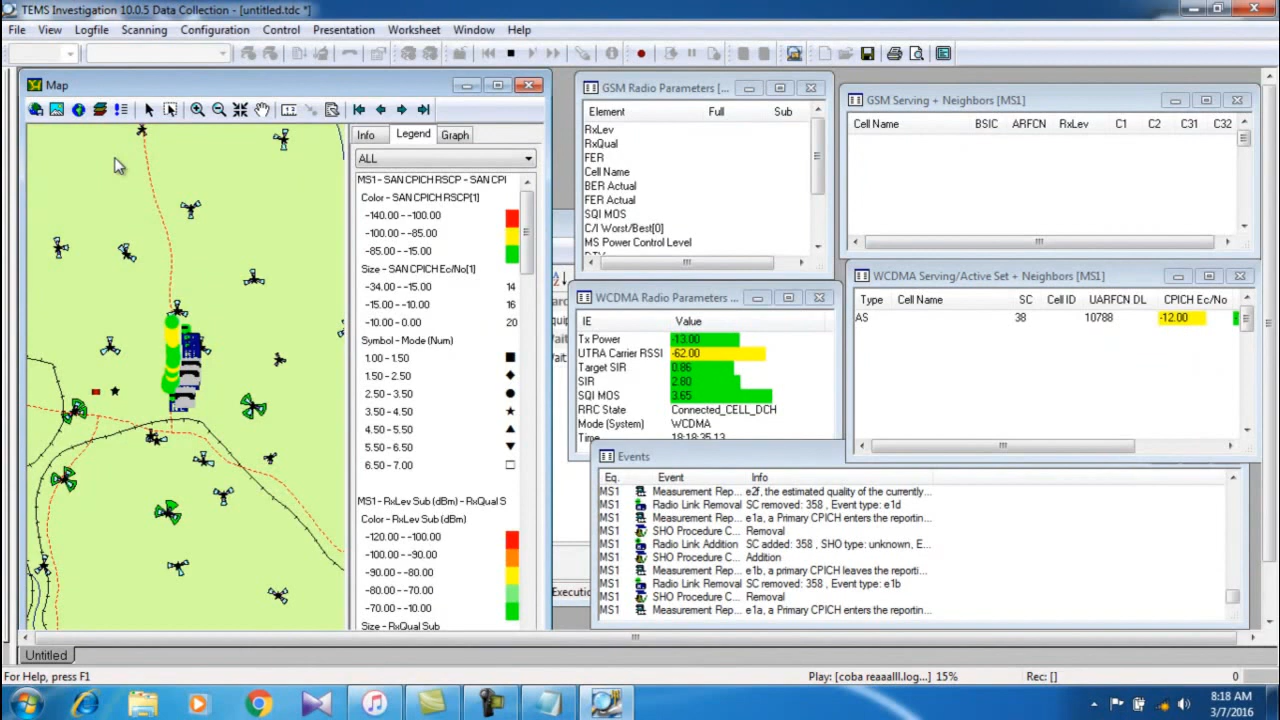 TEMS Investigation 10.0.5 Data Collection - [untitled.tdc *]
File View Logfile Scanning Configuration Control Presentation Worksheet Window Help
Map
Info Legend Graph
ALL
MS1 - SAN CPICH RSCP - SAN CPI
Color - SAN CPICH RSCP[1]
-140.00 - -100.00
-100.00 - -85.00
-85.00 - -15.00
Size - SAN CPICH Ec/No[1]
-34.00 - -15.00 14
-15.00 - -10.00 16
-10.00 - 0.00 20
Symbol - Mode (Num)
1.00 - 1.50
1.50 - 2.50
2.50 - 3.50
3.50 - 4.50
4.50 - 5.50
5.50 - 6.50
6.50 - 7.00
MS1 - RxLev Sub (dBm) - RxQual S
Color - RxLev Sub (dBm)
-120.00 - -100.00
-100.00 - -90.00
-90.00 - -80.00
-80.00 - -70.00
-70.00 - -10.00
Size - RxQual Sub
GSM Radio Parameters [...
Element Full Sub
RxLev
RxQual
FER
Cell Name
BER Actual
FER Actual
SQI MOS
C/I Worst/Best[0]
MS Power Control Level
GSM Serving + Neighbors [MS1]
Cell Name BSIC ARFCN RxLev C1 C2 C31 C32
WCDMA Radio Parameters ...
IE Value
Tx Power -13.00
UTRA Carrier RSSI -62.00
Target SIR 0.86
SIR 2.80
SQI MOS 3.65
RRC State Connected_CELL_DCH
Mode (System) WCDMA
Time 18:18:35.13
WCDMA Serving/Active Set + Neighbors [MS1]
Type Cell Name SC Cell ID UARFCN DL CPICH Ec/No
AS 38 10788 -12.00
Events
Eq. Event Info
MS1 Measurement Rep... e2f, the estimated quality of the currently...
MS1 Radio Link Removal SC removed: 358 , Event type: e1d
MS1 Measurement Rep... e1a, a Primary CPICH enters the reportin...
MS1 SHO Procedure C... Removal
MS1 Radio Link Addition SC added: 358 , SHO type: unknown, E...
MS1 SHO Procedure C... Addition
MS1 Measurement Rep... e1b, a primary CPICH leaves the reporti...
MS1 Radio Link Removal SC removed: 358 , Event type: e1b
MS1 SHO Procedure C... Removal
MS1 Measurement Rep... e1a, a Primary CPICH enters the reportin...
Executio
Untitled
For Help, press F1 Play: [coba reaaalll.log...] 15% Rec: [] 0
8:18 AM
3/7/2016